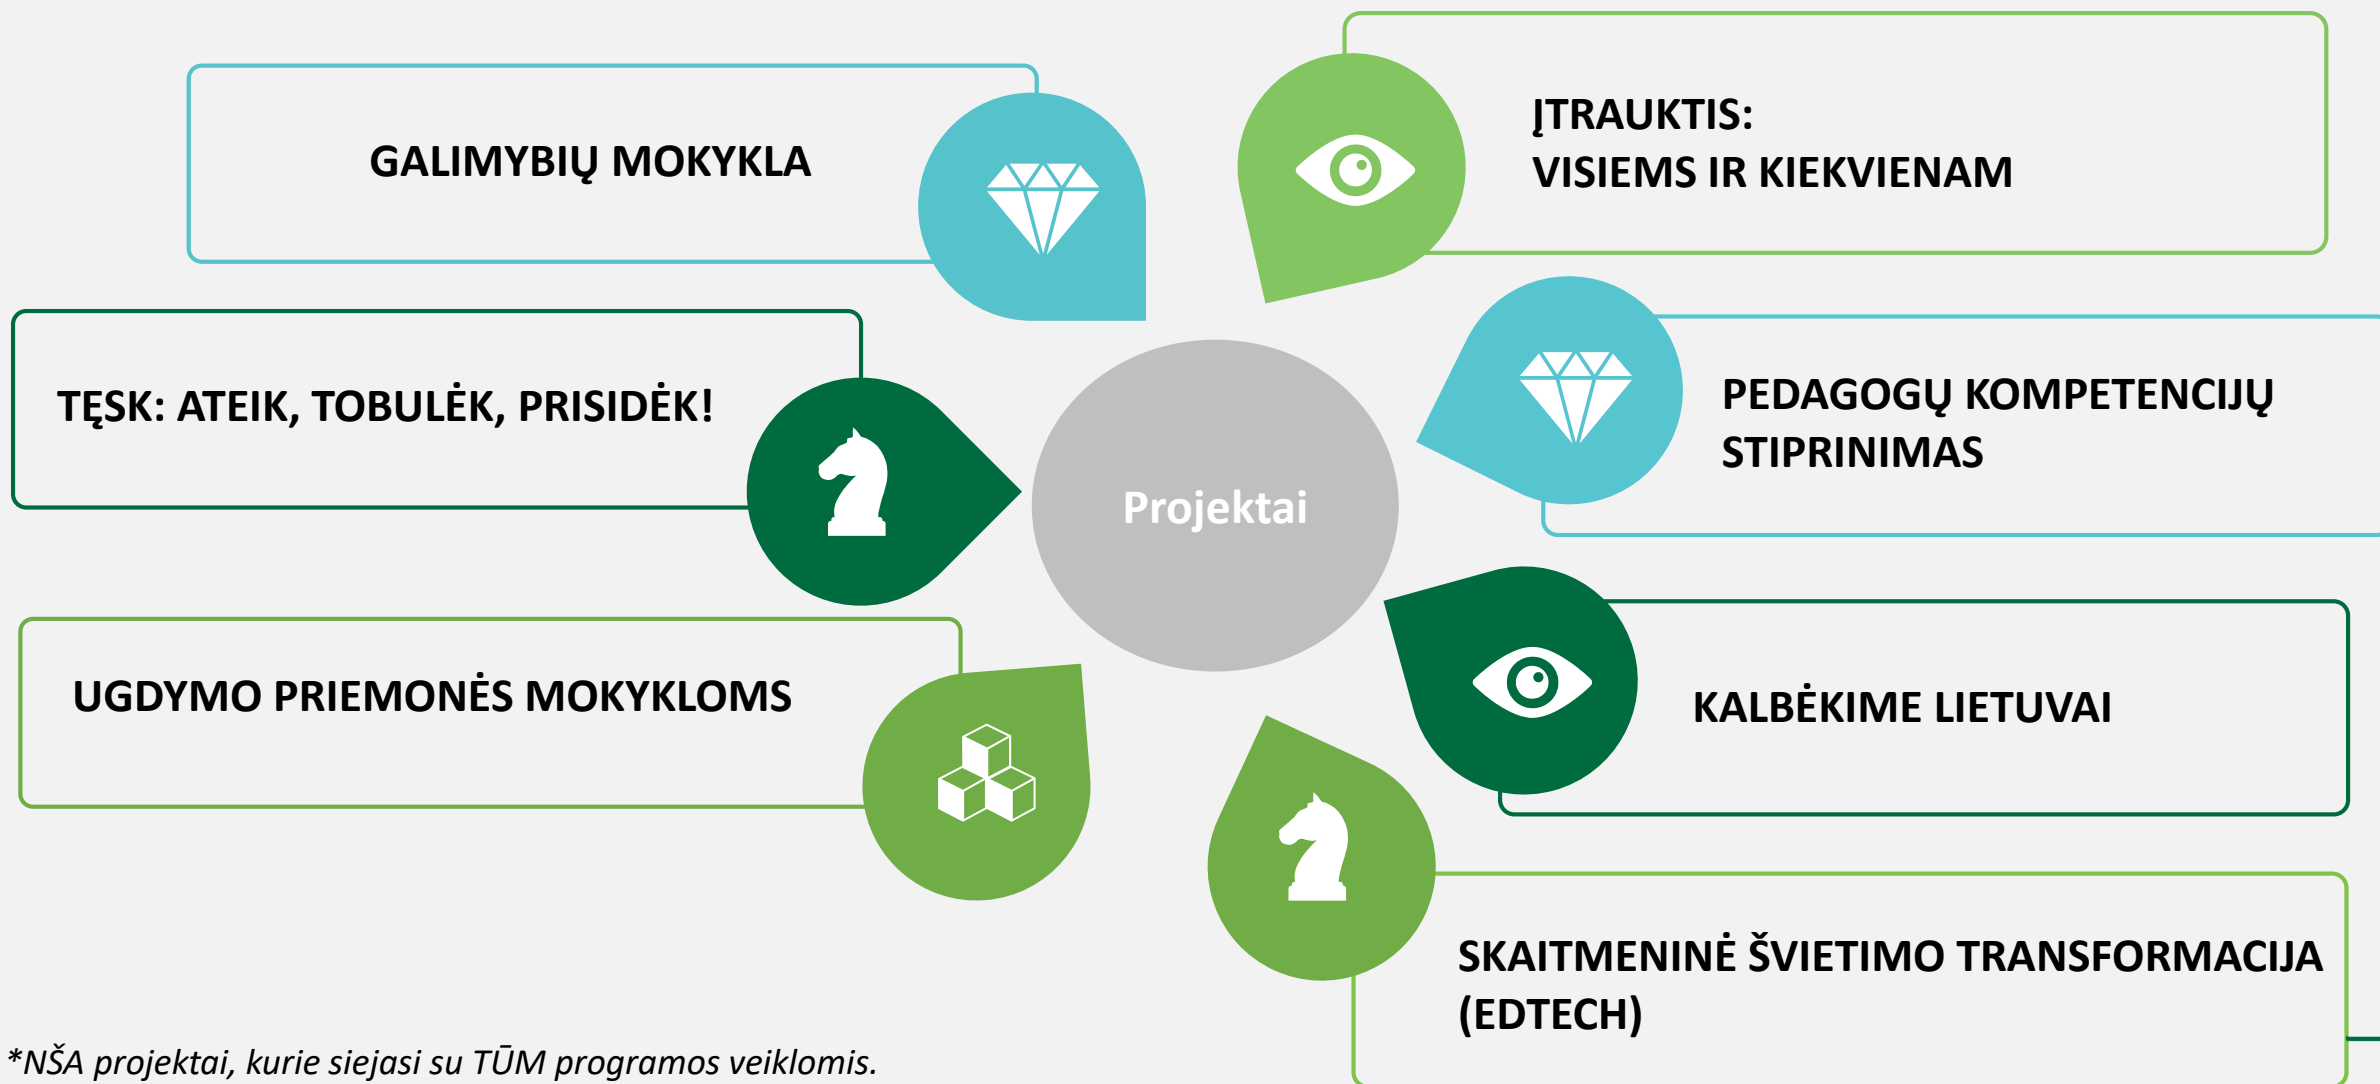 GALIMYBIŲ MOKYKLA
ĮTRAUKTIS:
VISIEMS IR KIEKVIENAM
TĘSK: ATEIK, TOBULĖK, PRISIDĖK!
PEDAGOGŲ KOMPETENCIJŲ
STIPRINIMAS
Projektai
UGDYMO PRIEMONĖS MOKYKLOMS
KALBĖKIME LIETUVAI
SKAITMENINĖ ŠVIETIMO TRANSFORMACIJA
(EDTECH)
*NŠA projektai, kurie siejasi su TŪM programos veiklomis.